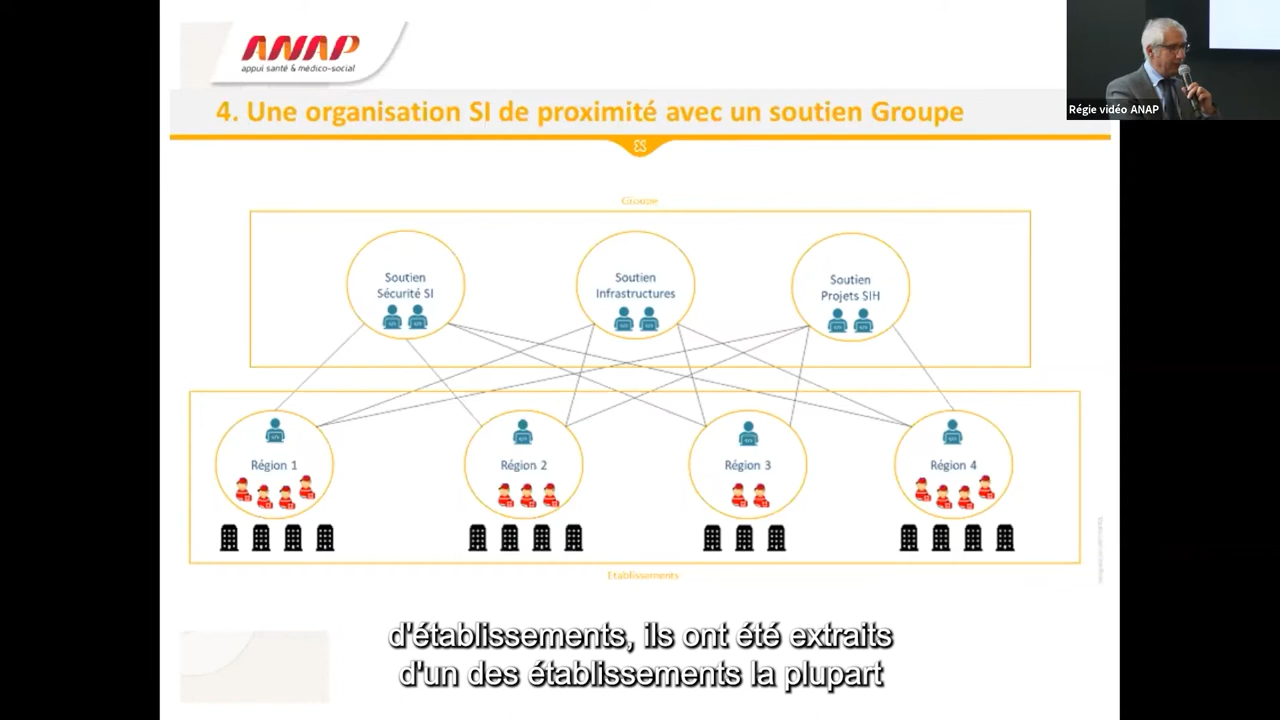 ANAP
appui santé & médico-social
Régie vidéo ANAP
4. Une organisation SI de proximité avec un soutien Groupe
Groupe
Soutien
Sécurité SI
Soutien
Infrastructures
Soutien
Projets SIH
Région 1
Région 2
Région 3
Région 4
Etablissements
d'établissements, ils ont été extraits
d'un des établissements la plupart